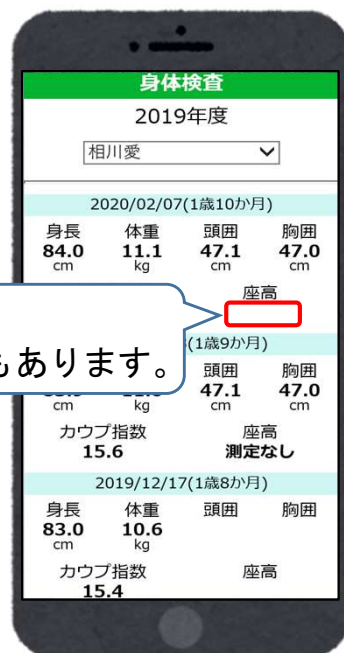 身体検査
2019年度
相川愛
2020/02/07(1歳10か月)
身長 体重 頭囲 胸囲
84.0 11.1 47.1 47.0
cm kg cm cm
座高
もあります。
(1歳9か月)
頭囲 胸囲
47.1 47.0
cm kg cm cm
カウプ指数 座高
15.6 測定なし
2019/12/17(1歳8か月)
身長 体重 頭囲 胸囲
83.0 10.6
cm kg
カウプ指数 座高
15.4